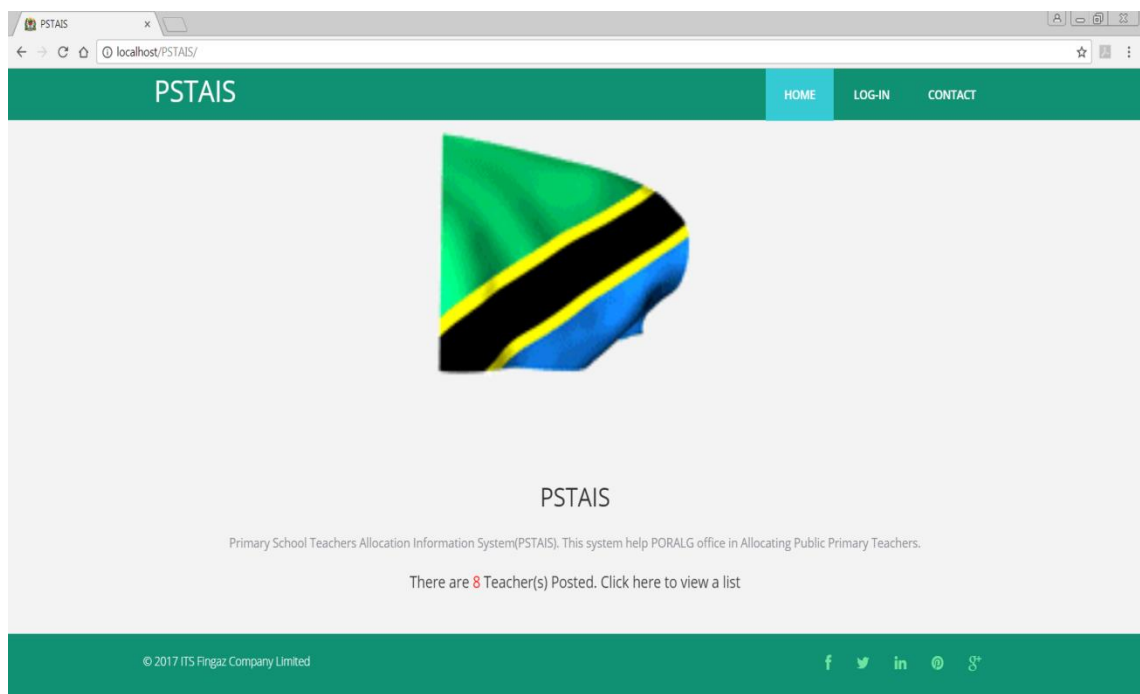 PSTAIS
localhost/PSTAIS/
PSTAIS
HOME LOG-IN CONTACT
PSTAIS
Primary School Teachers Allocation Information System(PSTAIS). This system help PORALG office in Allocating Public Primary Teachers.
There are 8 Teacher(s) Posted. Click here to view a list
© 2017 ITS Fingaz Company Limited